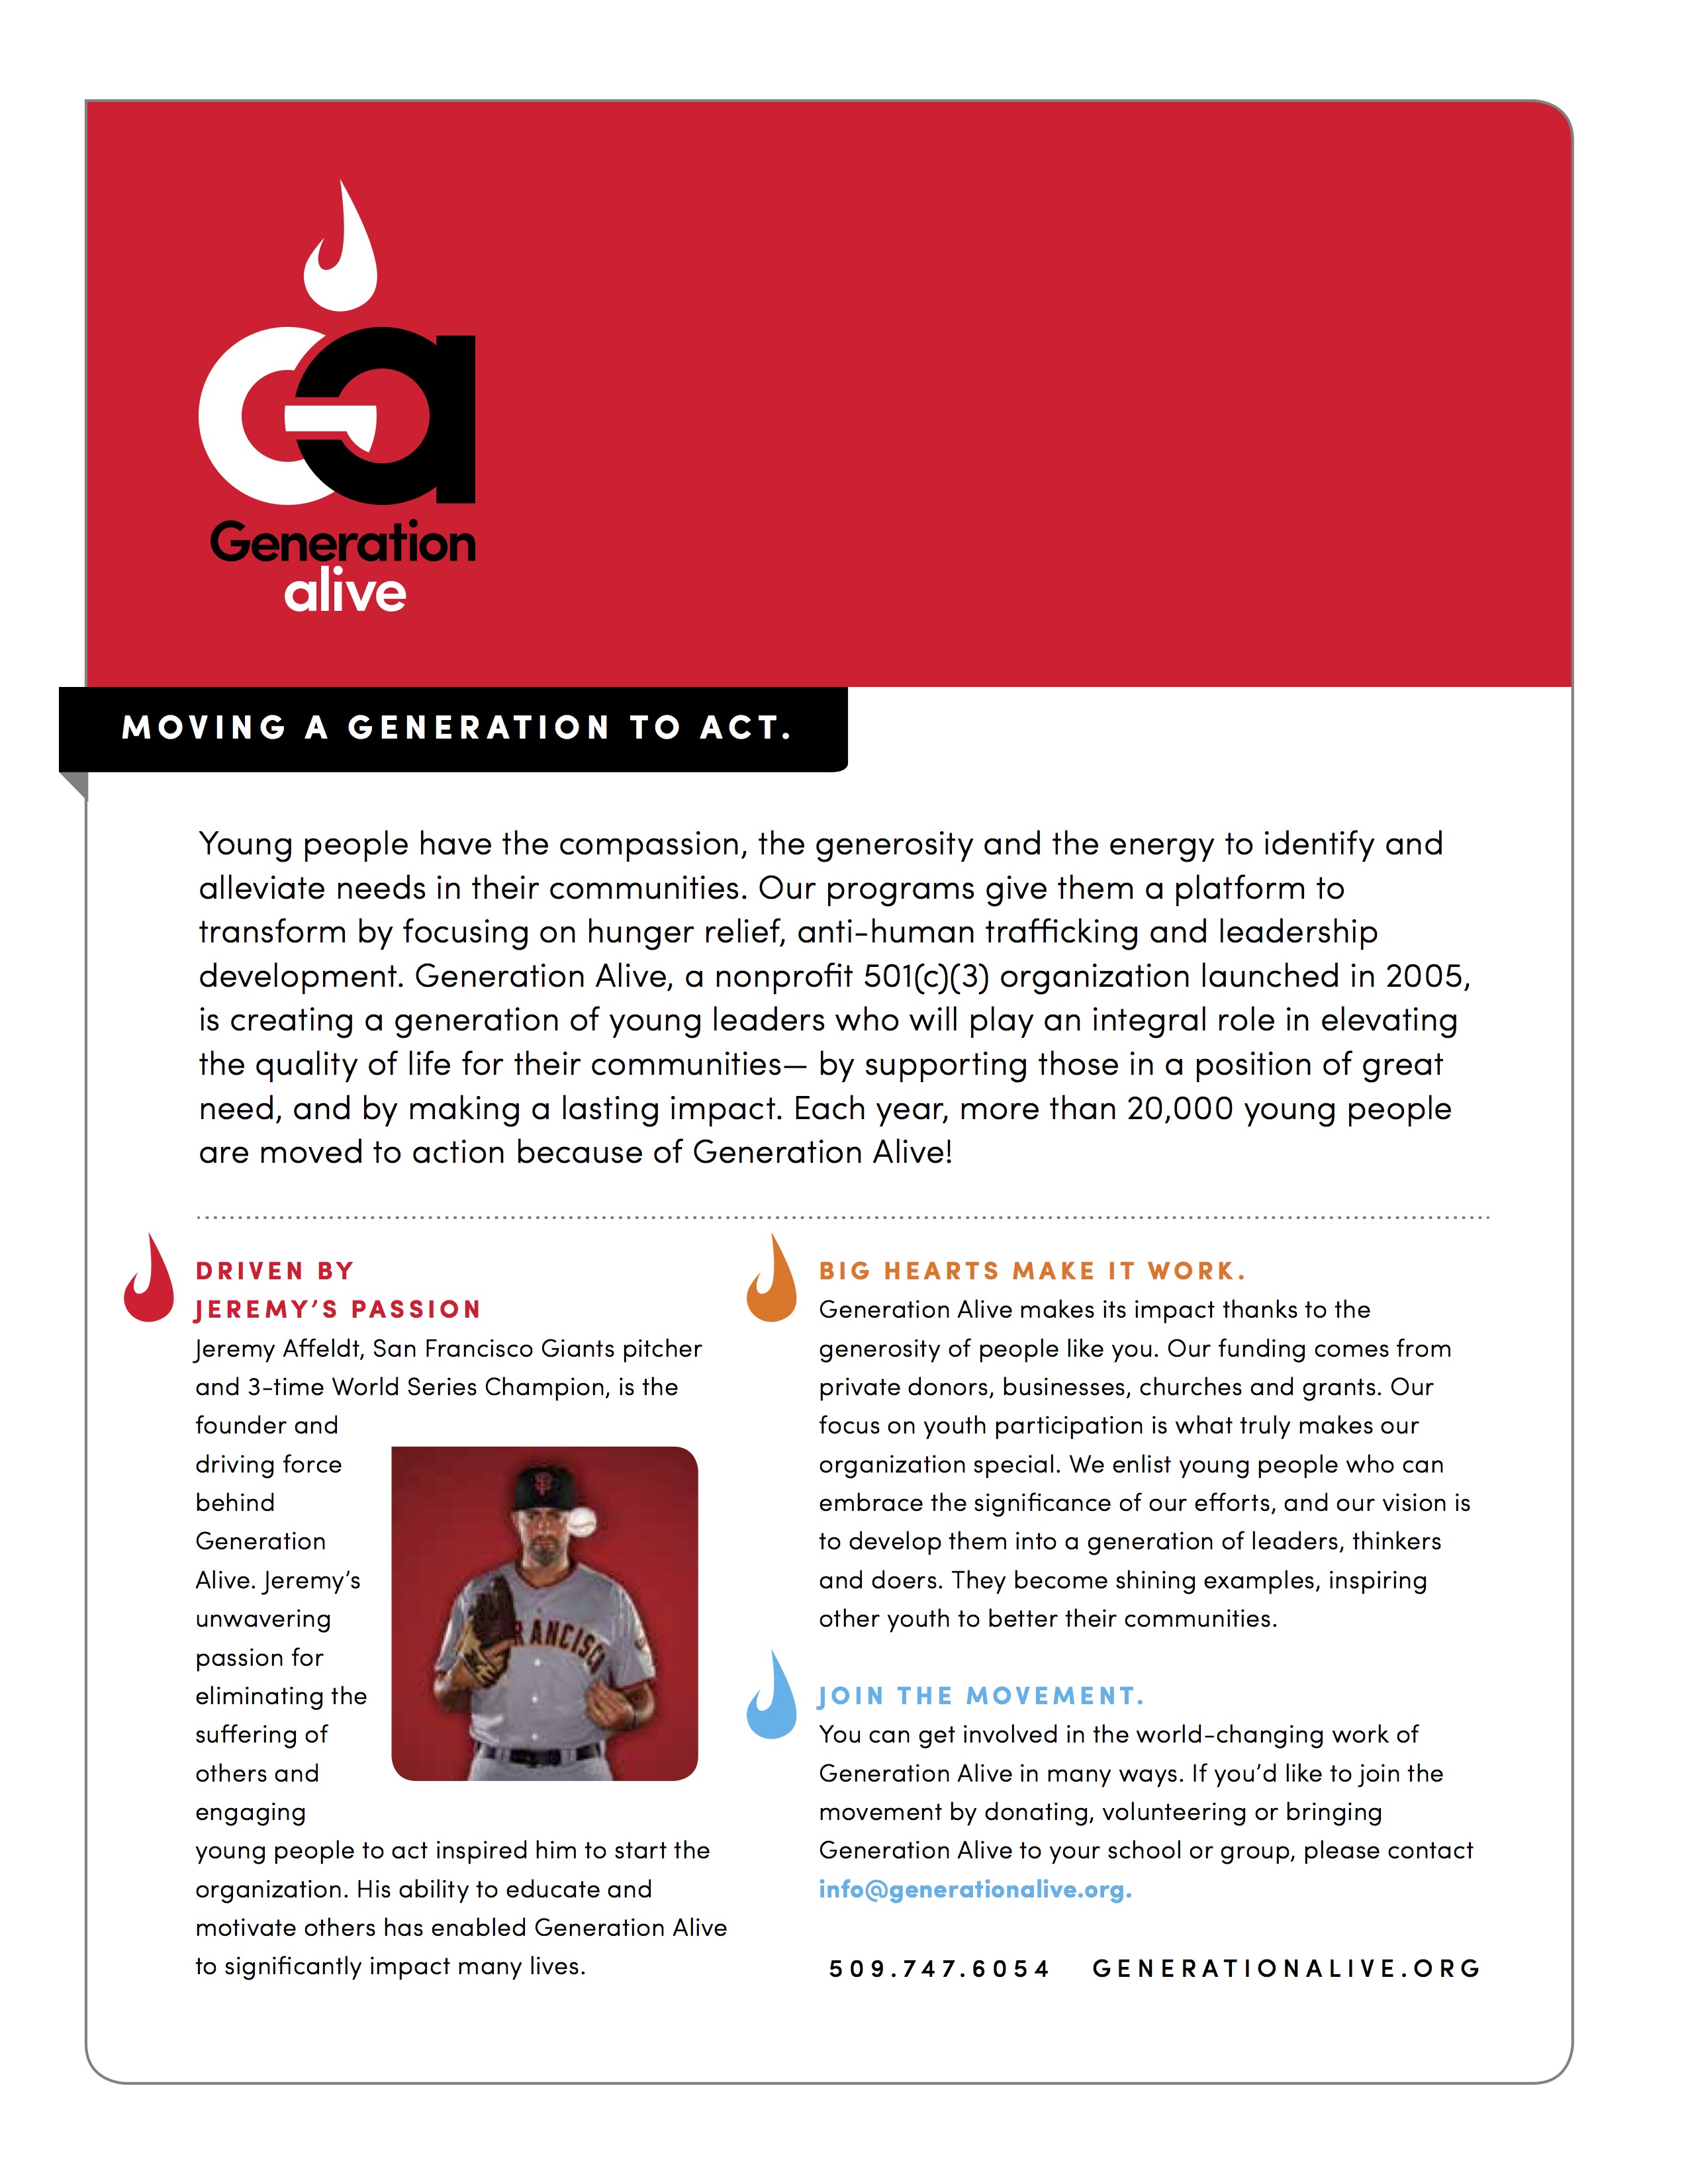 Ga
Generation
alive
MOVING A GENERATION TO ACT.
Young people have the compassion, the generosity and the energy to identify and
alleviate needs in their communities. Our programs give them a platform to
transform by focusing on hunger relief, anti-human trafficking and leadership
development. Generation Alive, a nonprofit 501(c)(3) organization launched in 2005,
is creating a generation of young leaders who will play an integral role in elevating
the quality of life for their communities— by supporting those in a position of great
need, and by making a lasting impact. Each year, more than 20,000 young people
are moved to action because of Generation Alive!
DRIVEN BY
JEREMY’S PASSION
Jeremy Affeldt, San Francisco Giants pitcher
and 3-time World Series Champion, is the
founder and
driving force
behind
Generation
Alive. Jeremy’s
unwavering
passion for
eliminating the
suffering of
others and
engaging
young people to act inspired him to start the
organization. His ability to educate and
motivate others has enabled Generation Alive
to significantly impact many lives.
SF
RANCISCO
BIG HEARTS MAKE IT WORK.
Generation Alive makes its impact thanks to the
generosity of people like you. Our funding comes from
private donors, businesses, churches and grants. Our
focus on youth participation is what truly makes our
organization special. We enlist young people who can
embrace the significance of our efforts, and our vision is
to develop them into a generation of leaders, thinkers
and doers. They become shining examples, inspiring
other youth to better their communities.
JOIN THE MOVEMENT.
You can get involved in the world-changing work of
Generation Alive in many ways. If you’d like to join the
movement by donating, volunteering or bringing
Generation Alive to your school or group, please contact
info@generationalive.org.
509.747.6054 GENERATIONALIVE.ORG